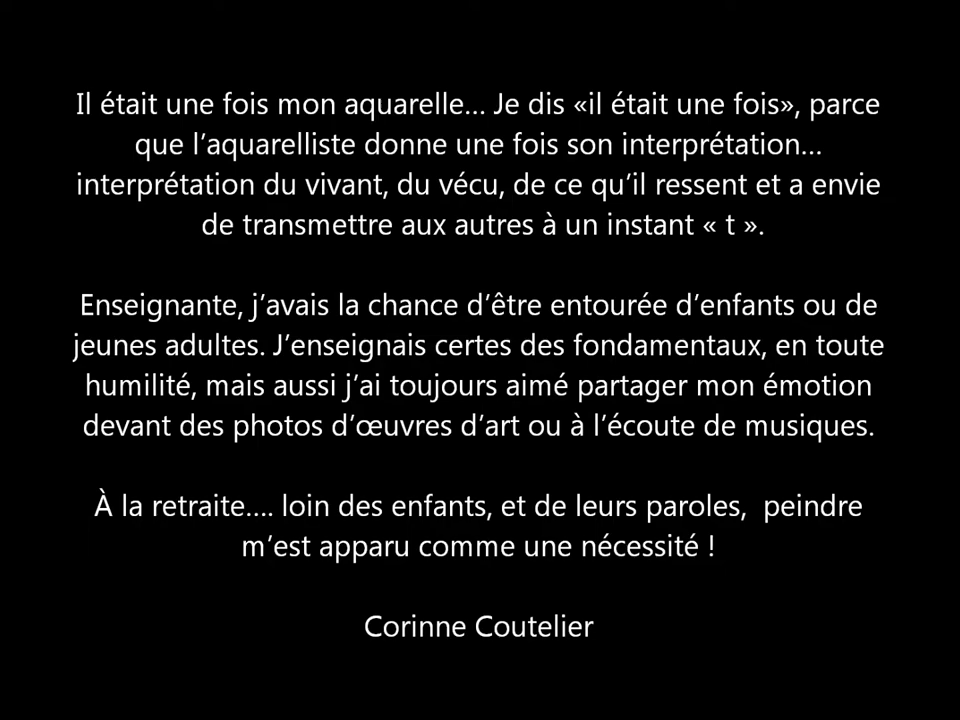 Il était une fois mon aquarelle... Je dis «il était une fois», parce
que l’aquarelliste donne une fois son interprétation...
interprétation du vivant, du vécu, de ce qu’il ressent et a envie
de transmettre aux autres à un instant « t ».
Enseignante, j’avais la chance d’être entourée d’enfants ou de
jeunes adultes. J’enseignais certes des fondamentaux, en toute
humilité, mais aussi j’ai toujours aimé partager mon émotion
devant des photos d’œuvres d’art ou à l’écoute de musiques.
À la retraite.... loin des enfants, et de leurs paroles,  peindre
m’est apparu comme une nécessité !
Corinne Coutelier